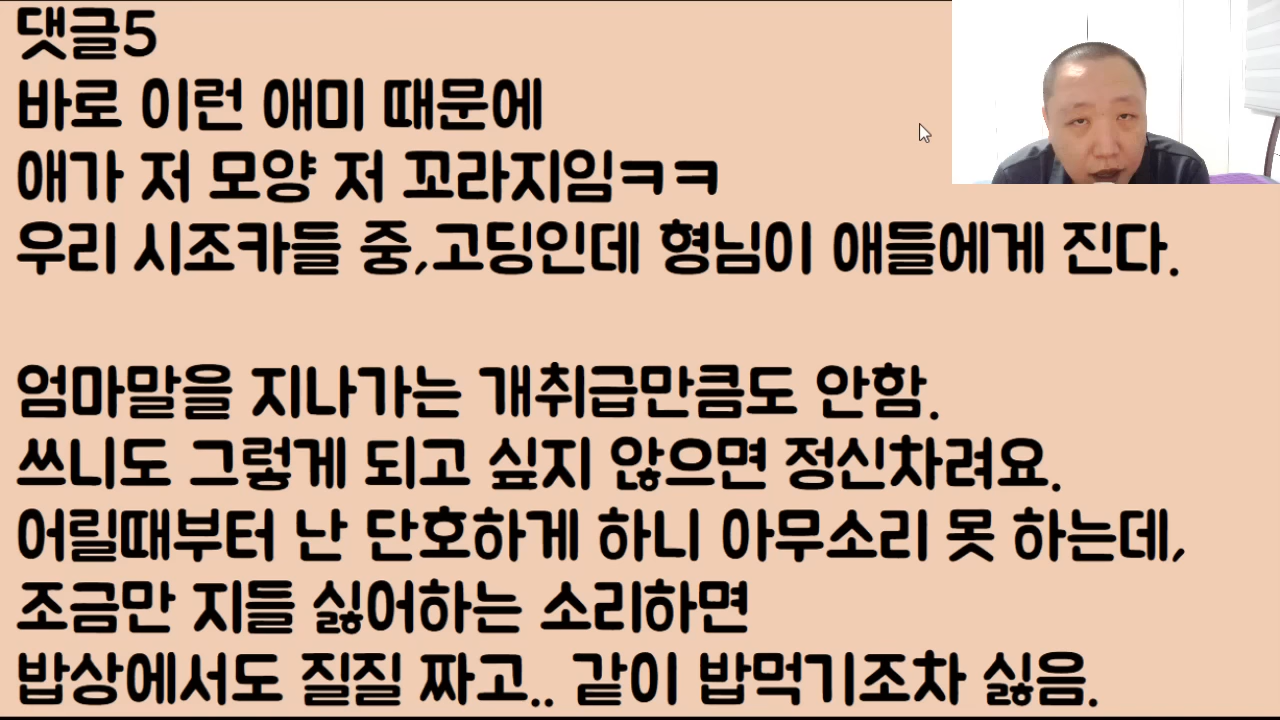 댓글5
바로 이런 애미 때문에
애가 저 모양 저 꼬라지임ㅋㅋ
우리 시조카들 중,고딩인데 형님이 애들에게 진다.
엄마말을 지나가는 개취급만큼도 안함.
쓰니도 그렇게 되고 싶지 않으면 정신차려요.
어릴때부터 난 단호하게 하니 아무소리 못 하는데,
조금만 지들 싫어하는 소리하면
밥상에서도 질질 짜고.. 같이 밥먹기조차 싫음.